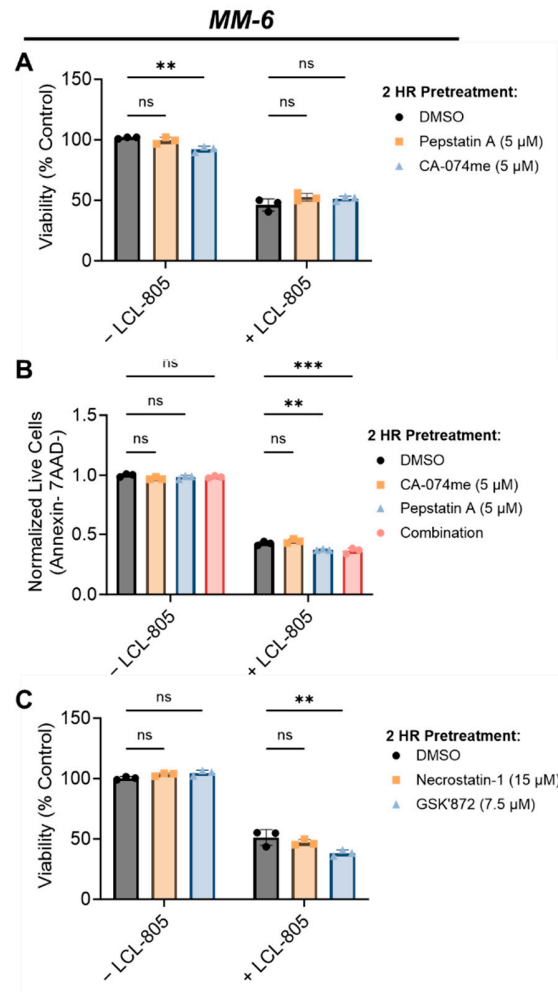 MM-6
A
** ns
ns ns
150
100
50
0
Viability (% Control)
− LCL-805
+ LCL-805
2 HR Pretreatment:
DMSO
Pepstatin A (5 µM)
CA-074me (5 µM)
B
ns ***
ns **
ns ns
1.5
1.0
0.5
0.0
Normalized Live Cells
(Annexin- 7AAD-)
− LCL-805
+ LCL-805
2 HR Pretreatment:
DMSO
CA-074me (5 µM)
Pepstatin A (5 µM)
Combination
C
ns **
ns ns
150
100
50
0
Viability (% Control)
− LCL-805
+ LCL-805
2 HR Pretreatment:
DMSO
Necrostatin-1 (15 µM)
GSK'872 (7.5 µM)